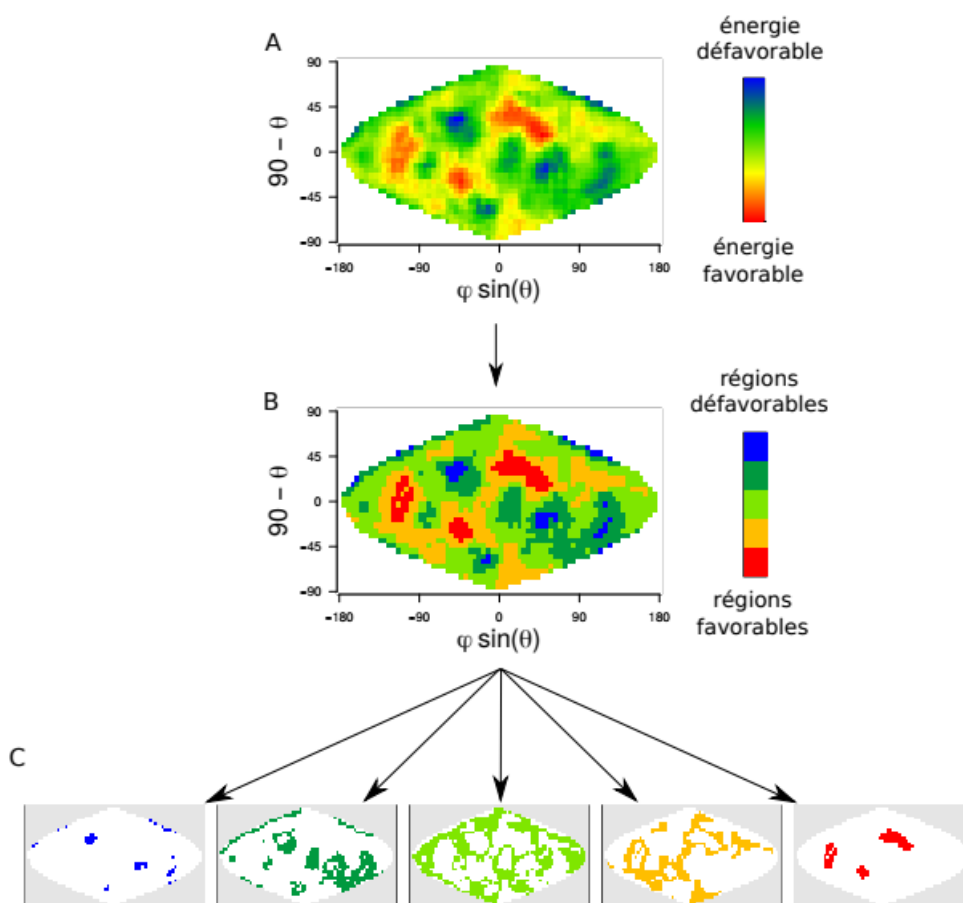 A
énergie
défavorable
90
45
0
-45
-90
90 - θ
-180
-90
0
90
180
φ sin(θ)
énergie
favorable
B
régions
défavorables
90
45
0
-45
-90
90 - θ
-180
-90
0
90
180
φ sin(θ)
régions
favorables
C